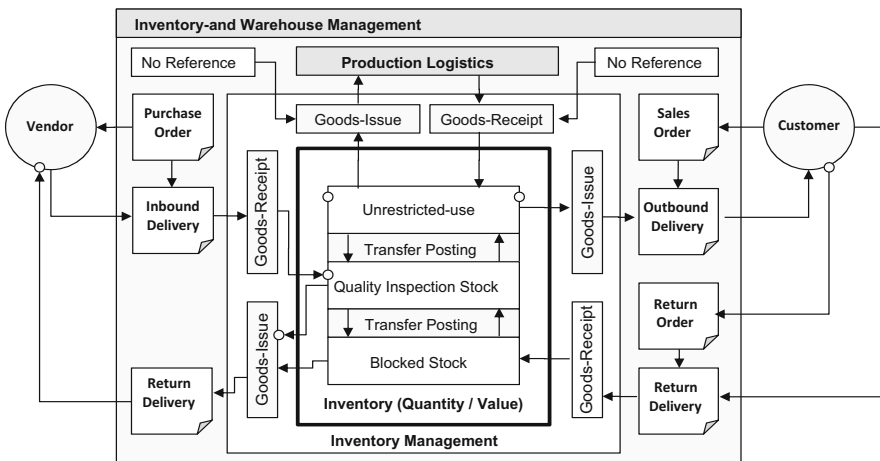 Inventory-and Warehouse Management
No Reference
Production Logistics
No Reference
Vendor
Purchase
Order
Goods-Issue
Goods-Receipt
Sales
Order
Customer
Inbound
Delivery
Goods-Receipt
Unrestricted-use
Goods-Issue
Outbound
Delivery
Transfer Posting
Quality Inspection Stock
Transfer Posting
Blocked Stock
Goods-Issue
Goods-Receipt
Return
Order
Return
Delivery
Return
Delivery
Inventory (Quantity / Value)
Inventory Management